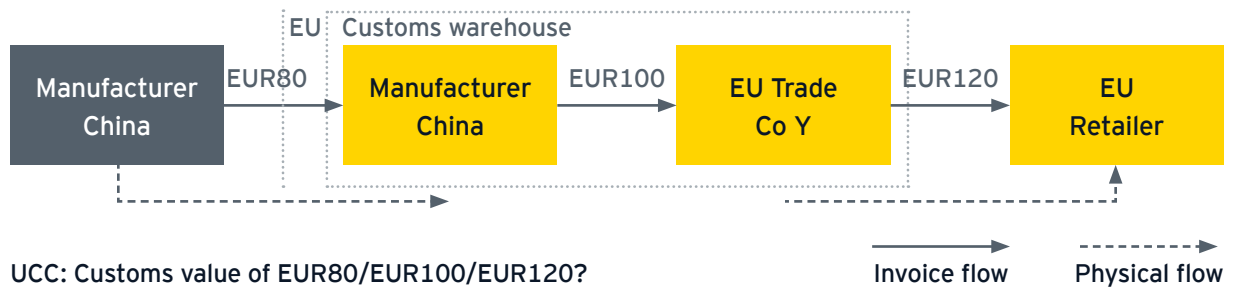 EU Customs warehouse
Manufacturer China
EUR80
Manufacturer China
EUR100
EU Trade Co Y
EUR120
EU Retailer
UCC: Customs value of EUR80/EUR100/EUR120?
Invoice flow
Physical flow